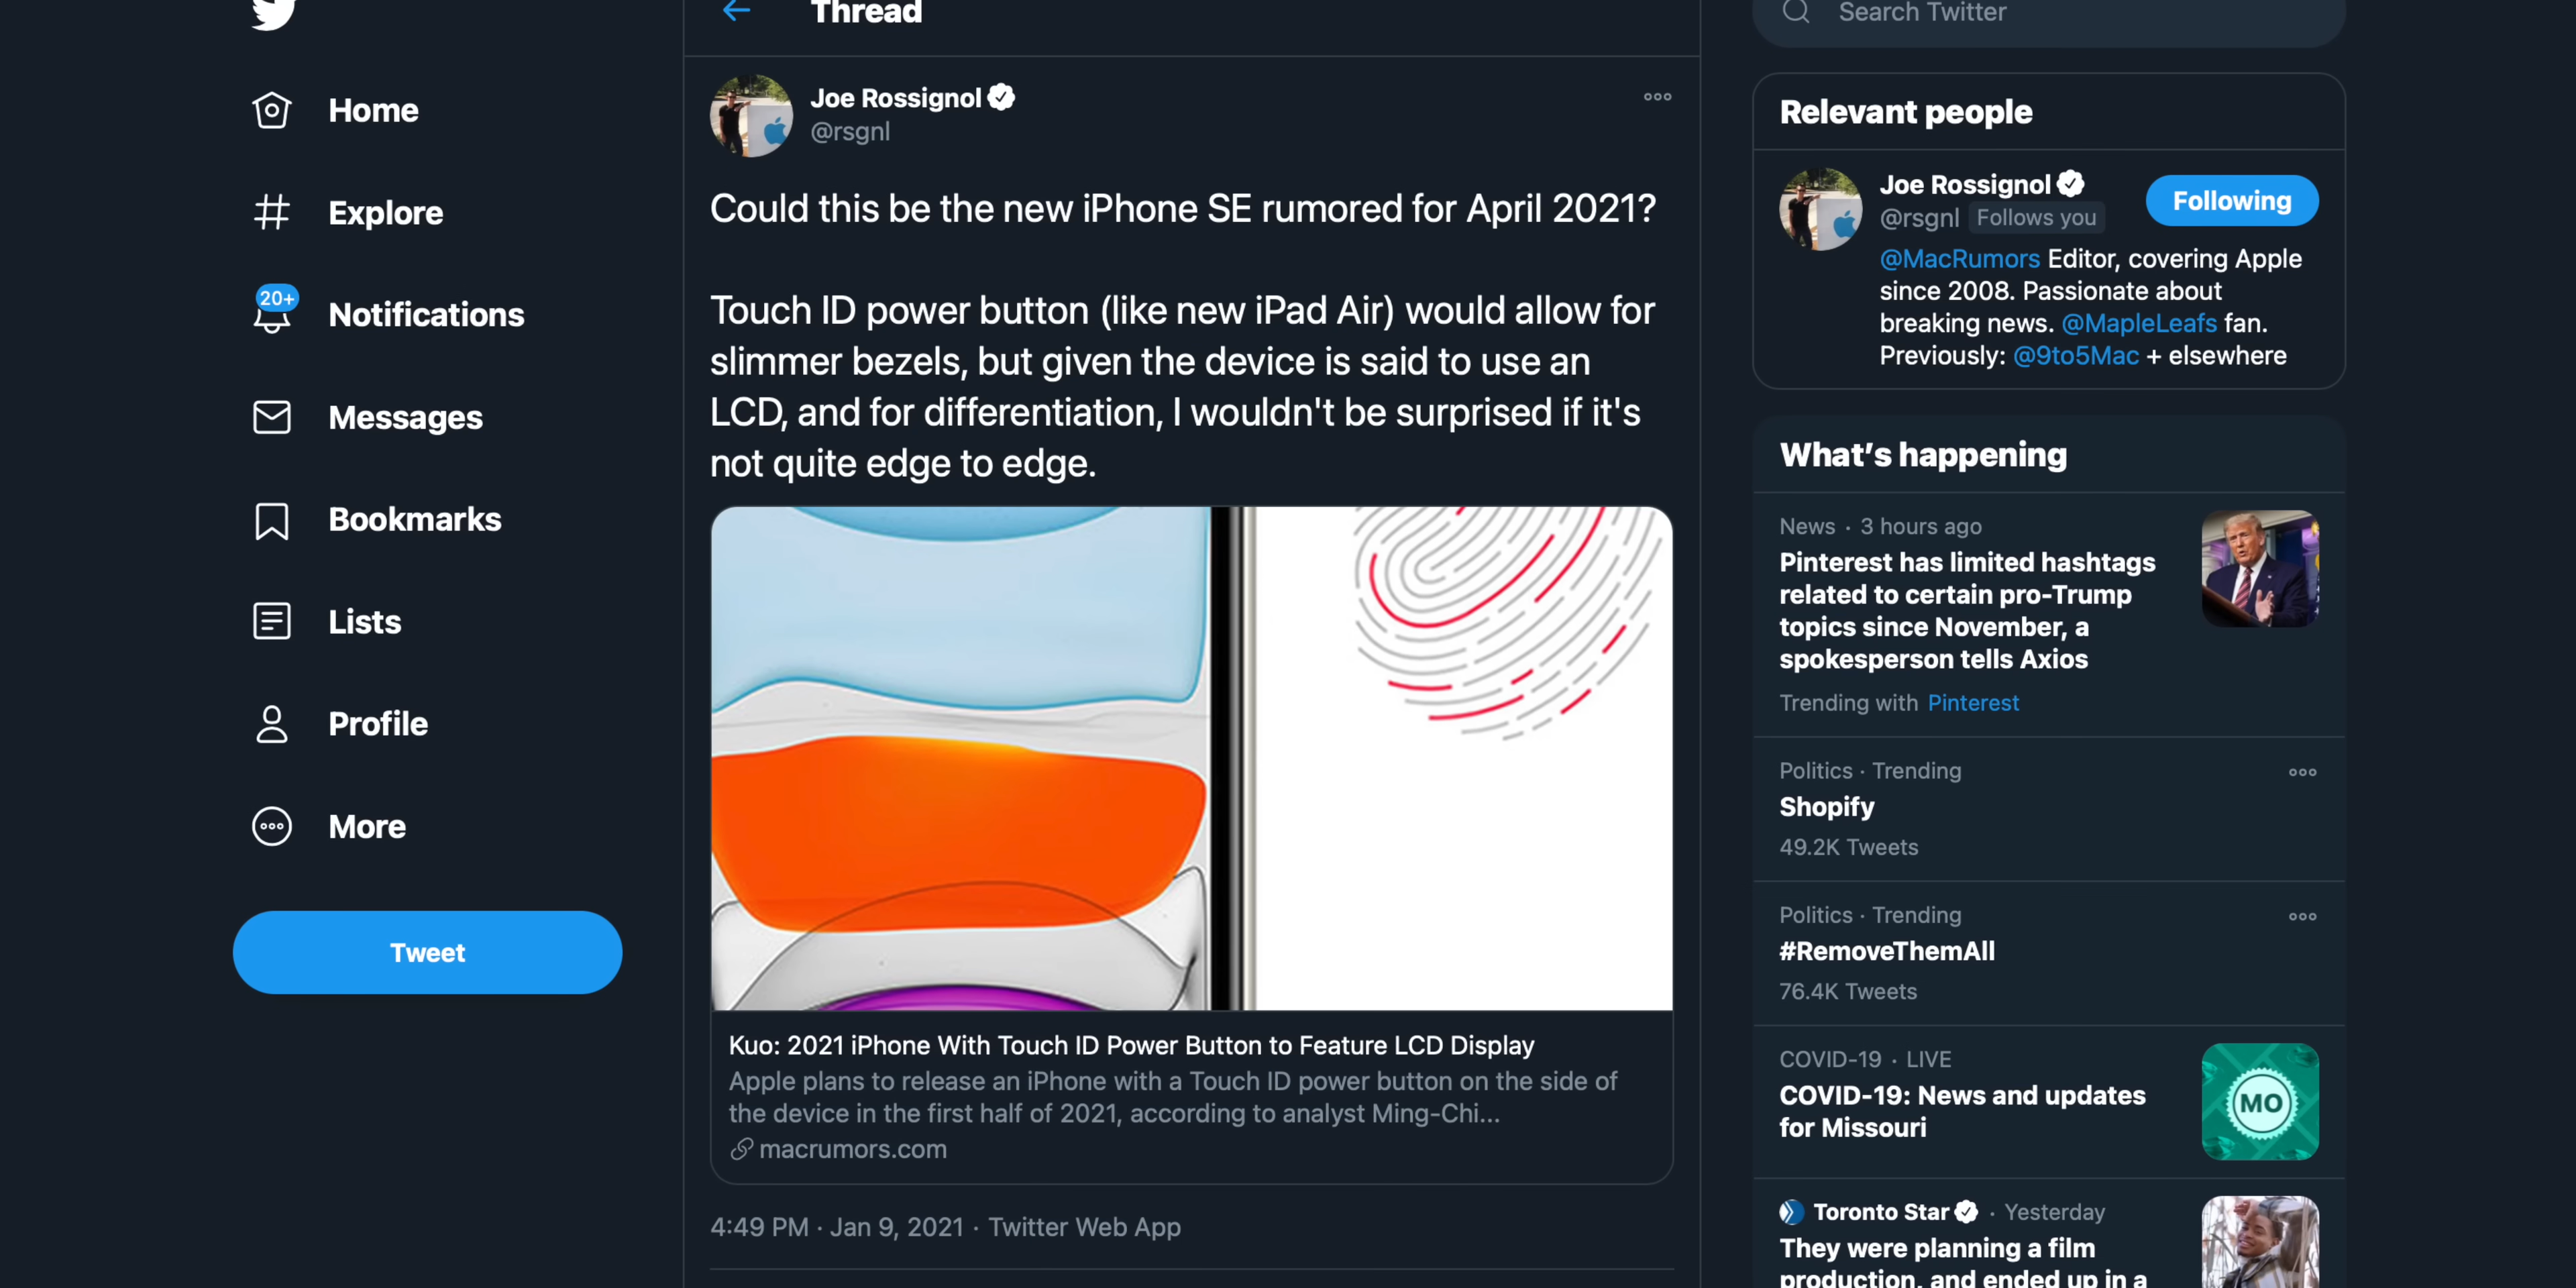 Home
Explore
20+
Notifications
Messages
Bookmarks
Lists
Profile
More
Tweet
Thread
Joe Rossignol
@rsgnl
Could this be the new iPhone SE rumored for April 2021?
Touch ID power button (like new iPad Air) would allow for
slimmer bezels, but given the device is said to use an
LCD, and for differentiation, I wouldn't be surprised if it's
not quite edge to edge.
Kuo: 2021 iPhone With Touch ID Power Button to Feature LCD Display
Apple plans to release an iPhone with a Touch ID power button on the side of
the device in the first half of 2021, according to analyst Ming-Chi...
macrumors.com
4:49 PM · Jan 9, 2021 · Twitter Web App
Search Twitter
Relevant people
Joe Rossignol
@rsgnl Follows you
Following
@MacRumors Editor, covering Apple
since 2008. Passionate about
breaking news. @MapleLeafs fan.
Previously: @9to5Mac + elsewhere
What's happening
News · 3 hours ago
Pinterest has limited hashtags
related to certain pro-Trump
topics since November, a
spokesperson tells Axios
Trending with Pinterest
Politics · Trending
Shopify
49.2K Tweets
Politics · Trending
#RemoveThemAll
76.4K Tweets
COVID-19 · LIVE
COVID-19: News and updates
for Missouri
MO
Toronto Star · Yesterday
They were planning a film
production, and ended up in a